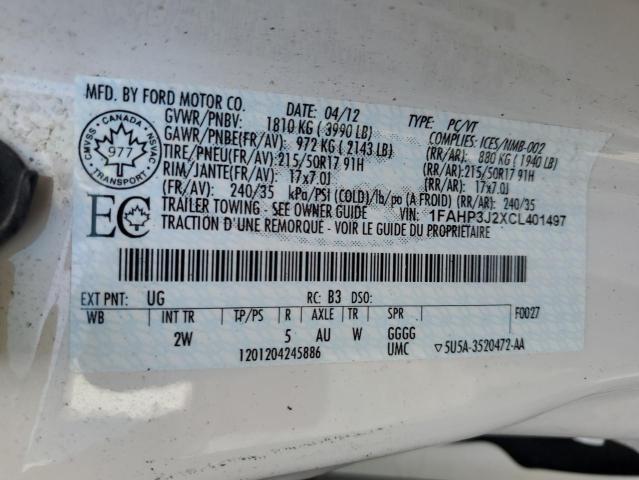 MFD. BY FORD MOTOR CO.
DATE: 04/12
TYPE: PC/VT
GVWR/PNBV: 1810 KG ( 3990 LB)
COMPLIES: ICES/NMB-002
GAWR/PNBE(FR/AV): 972 KG ( 2143 LB)
(RR/AR): 880 KG ( 1940 LB)
TIRE/PNEU(FR/AV): 215/50R17 91H
(RR/AR): 215/50R17 91H
RIM/JANTE(FR/AV): 17x7.0J
(RR/AR): 17x7.0J
(FR/AV): 240/35 kPa/PSI (COLD)/lb/po (A FROID) (RR/AR): 240/35
TRAILER TOWING - SEE OWNER GUIDE
VIN: 1FAHP3J2XCL401497
TRACTION D'UNE REMORQUE - VOIR LE GUIDE DU PROPRIETAIRE
CANADA
CMVSS
NSVAC
977
TRANSPORT
EC
EXT PNT: UG RC: B3 DSO:
F0027
WB INT TR TP/PS R AXLE TR SPR
2W 5 AU W GGGG
1201204245886 UMC ▽5U5A-3520472-AA